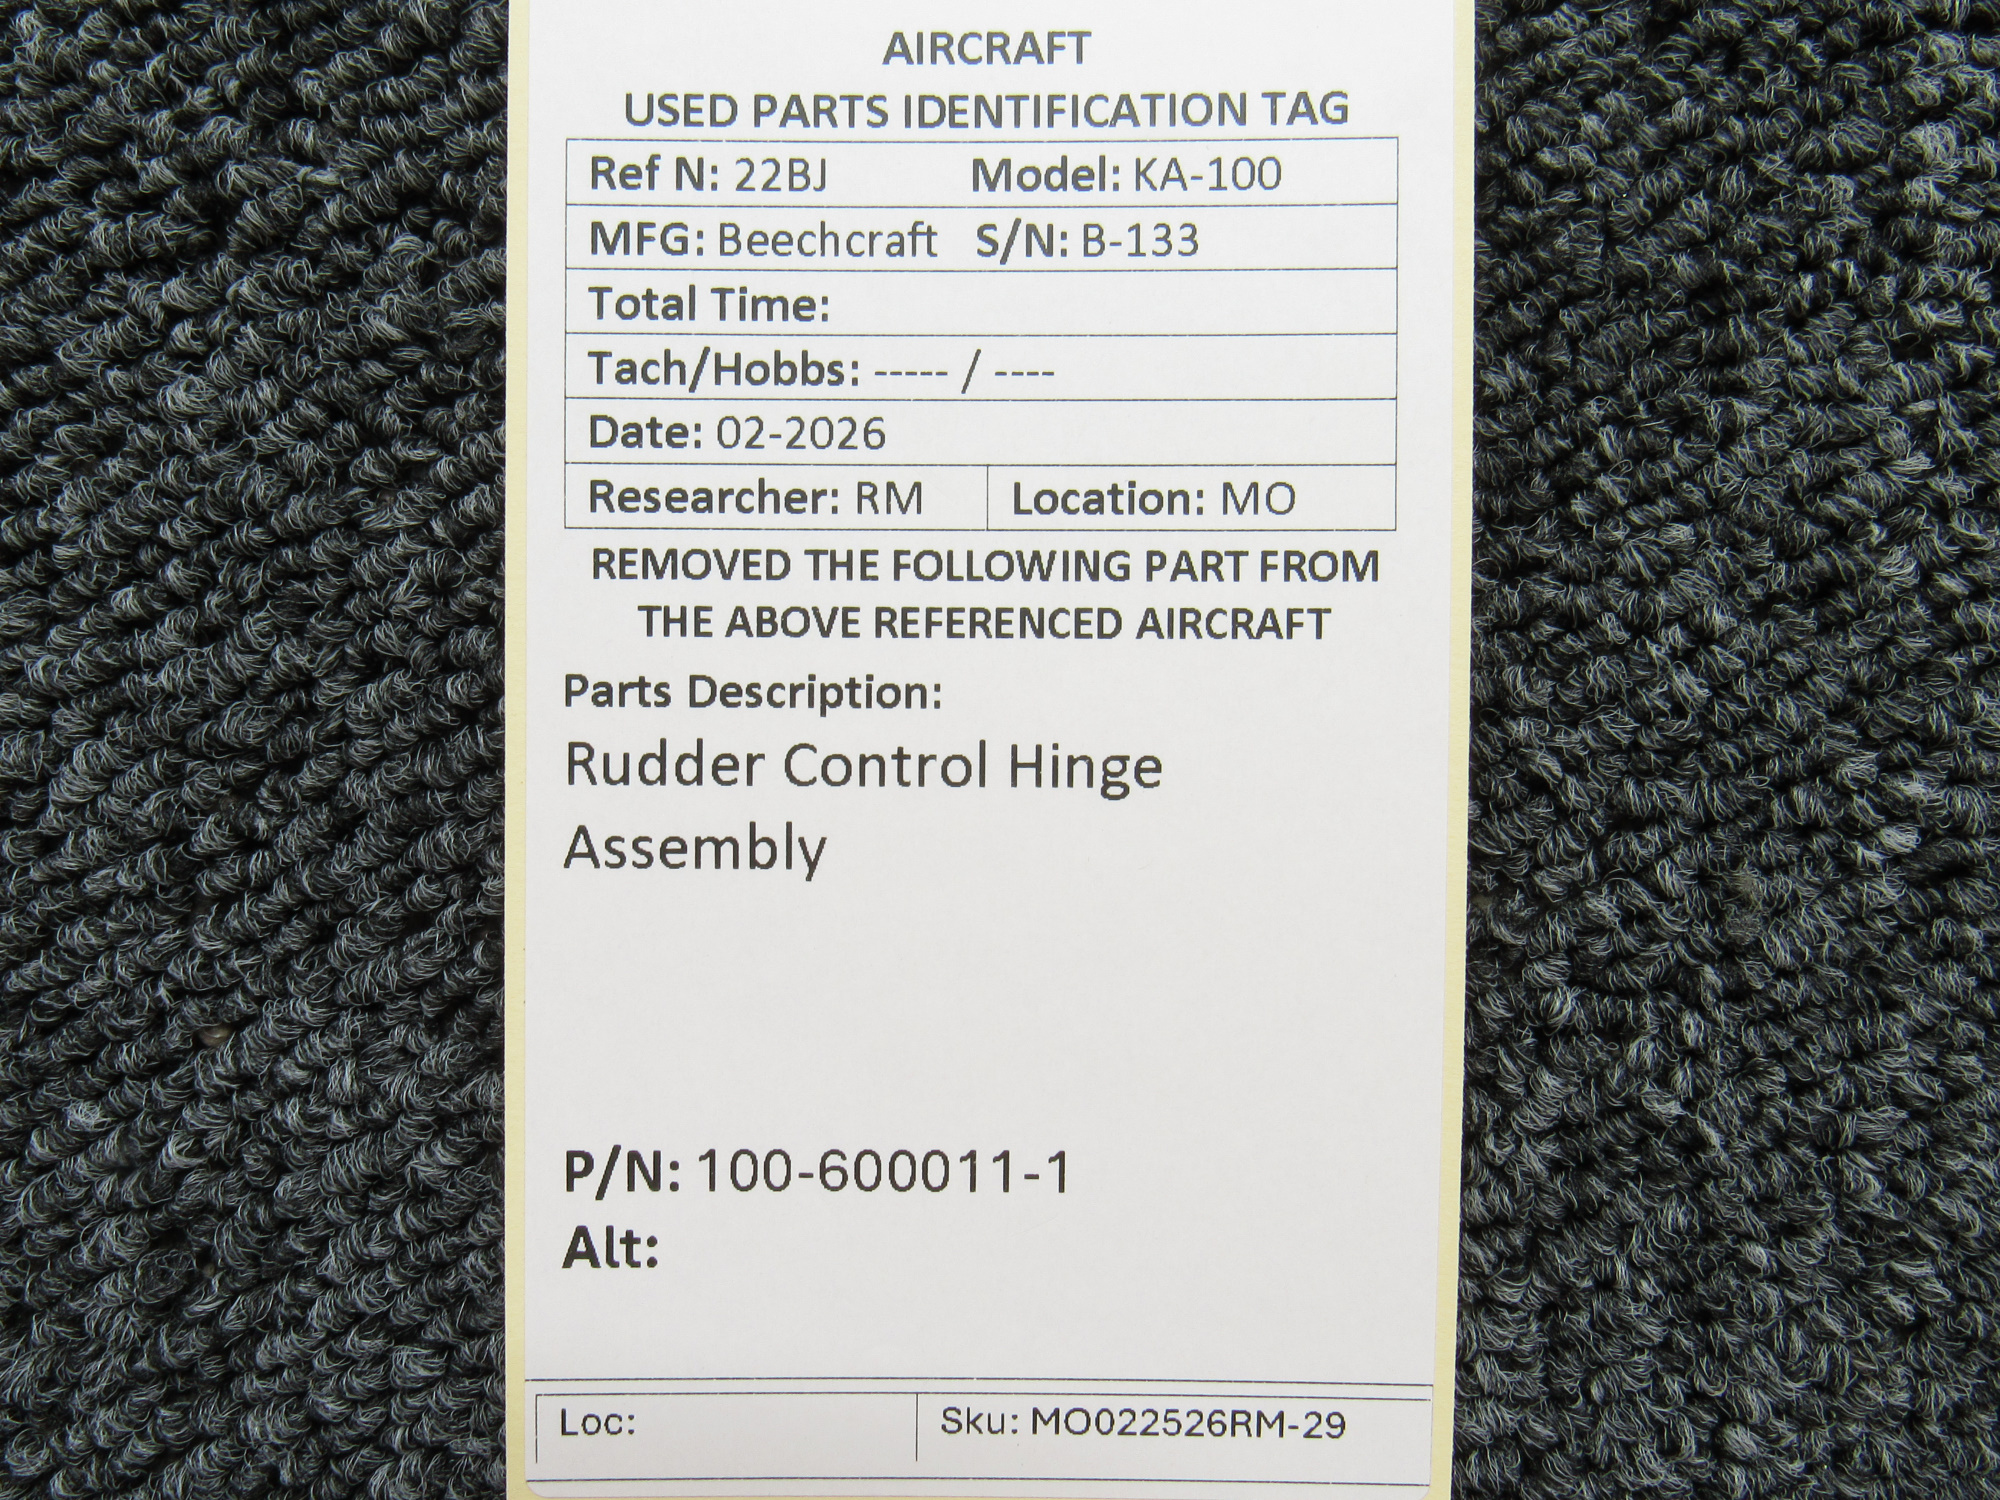 AIRCRAFT
USED PARTS IDENTIFICATION TAG
Ref N: 22BJ Model: KA-100
MFG: Beechcraft S/N: B-133
Total Time:
Tach/Hobbs: ----- / ----
Date: 02-2026
Researcher: RM Location: MO
REMOVED THE FOLLOWING PART FROM
THE ABOVE REFERENCED AIRCRAFT
Parts Description:
Rudder Control Hinge
Assembly
P/N: 100-600011-1
Alt:
Loc: Sku: MO022526RM-29